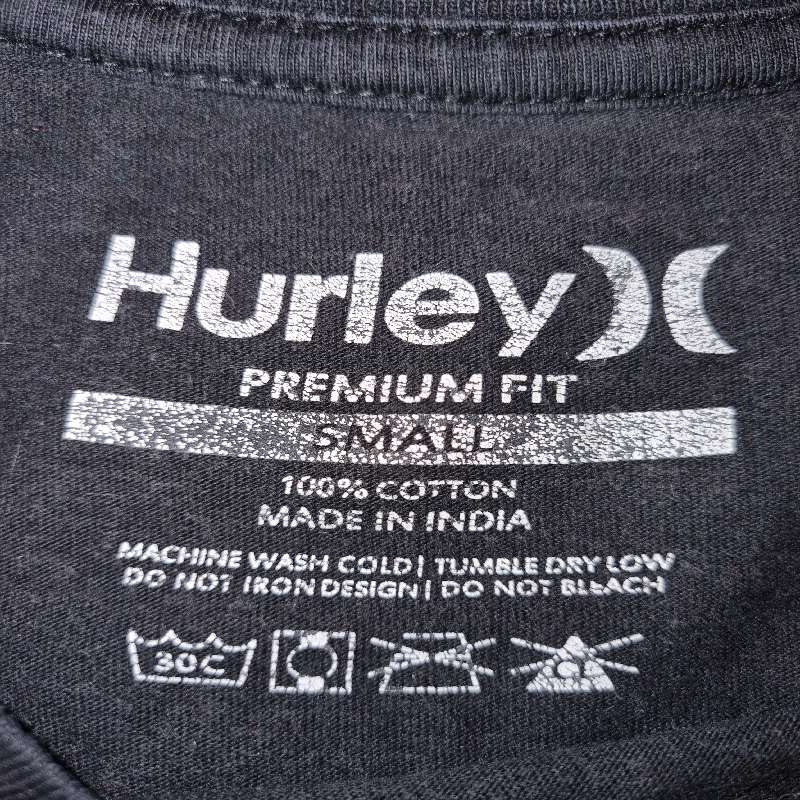 Hurley
PREMIUM FIT
SMALL
100% COTTON
MADE IN INDIA
MACHINE WASH COLD| TUMBLE DRY LOW
DO NOT IRON DESIGN| DO NOT BLEACH
30C CL